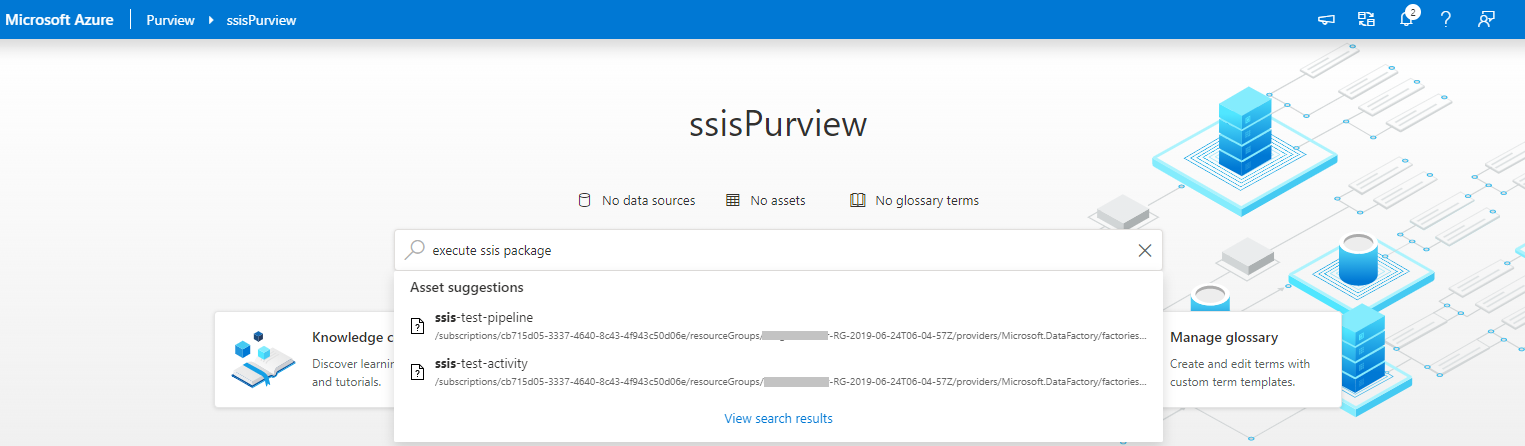 Microsoft Azure Purview ssisPurview 2
ssisPurview
No data sources No assets No glossary terms
execute ssis package
Asset suggestions
ssis-test-pipeline
/subscriptions/cb715d05-3337-4640-8c43-4f943c50d06e/resourceGroups/ -RG-2019-06-24T06-04-57Z/providers/Microsoft.DataFactory/factories...
ssis-test-activity
/subscriptions/cb715d05-3337-4640-8c43-4f943c50d06e/resourceGroups/ -RG-2019-06-24T06-04-57Z/providers/Microsoft.DataFactory/factories...
View search results
Knowledge c
Discover learnin
and tutorials.
Manage glossary
Create and edit terms with
custom term templates.